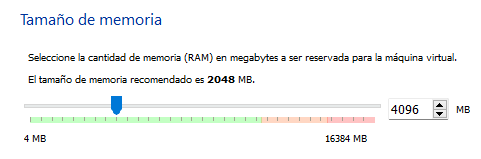 Tamaño de memoria
Seleccione la cantidad de memoria (RAM) en megabytes a ser reservada para la máquina virtual.
El tamaño de memoria recomendado es 2048 MB.
4096 MB
4 MB 16384 MB